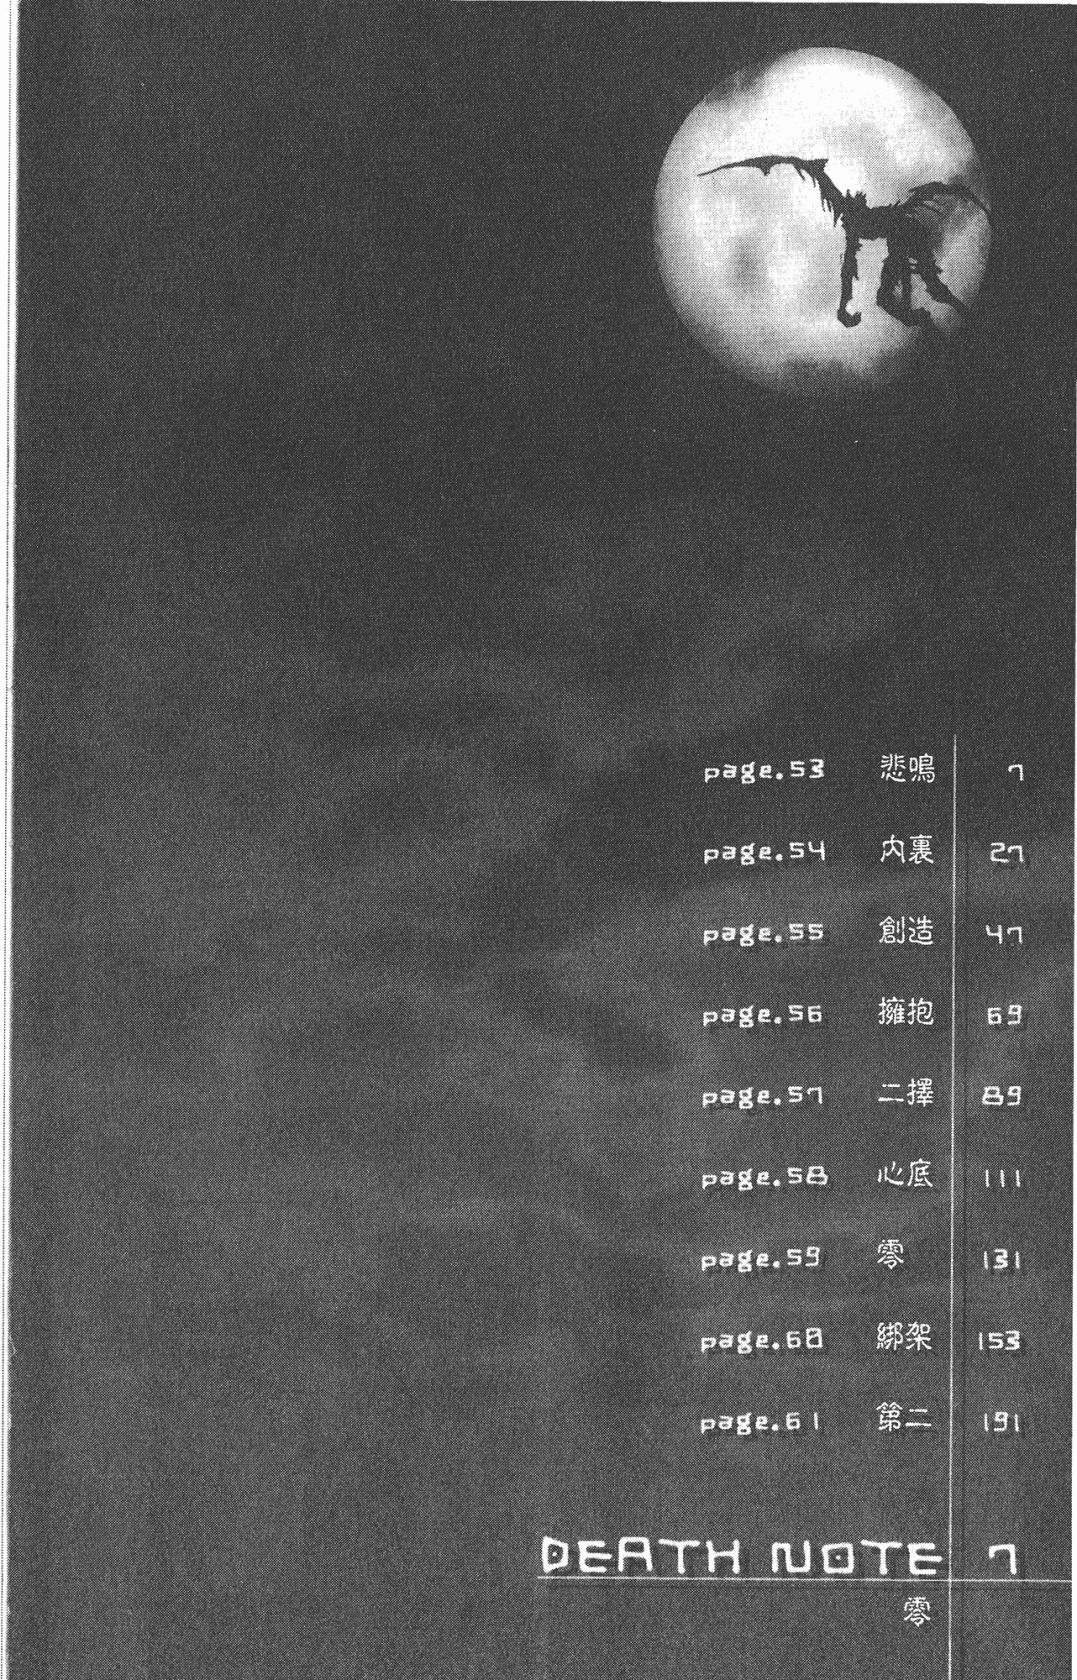 page.53 悲鳴 7
page.54 內裏 27
page.55 創造 47
page.56 擁抱 69
page.57 二擇 89
page.58 心底 111
page.59 零 131
page.60 綁架 153
page.61 第二 191
DEATH NOTE 7
零